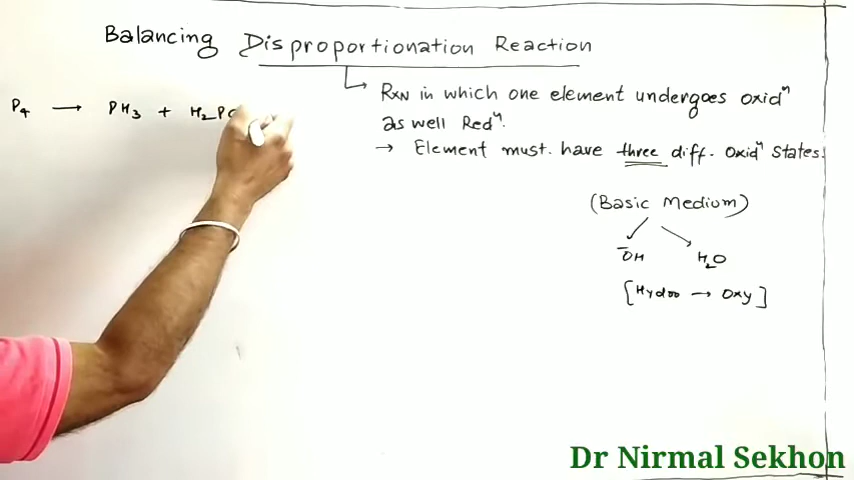 Balancing Disproportionation Reaction
P₄ → PH₃ + H₂P
→ Rxn in which one element undergoes oxidⁿ
as well Redⁿ.
→ Element must have three diff. Oxidⁿ states.
(Basic Medium)
⁻OH H₂O
[Hydro → oxy]
Dr Nirmal Sekhon